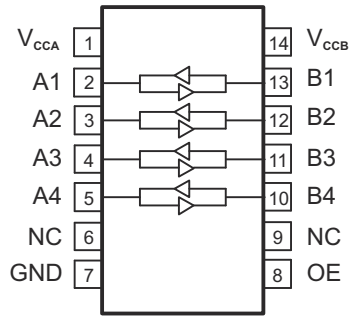 VCCA 1 14 VCCB
A1 2 13 B1
A2 3 12 B2
A3 4 11 B3
A4 5 10 B4
NC 6 9 NC
GND 7 8 OE